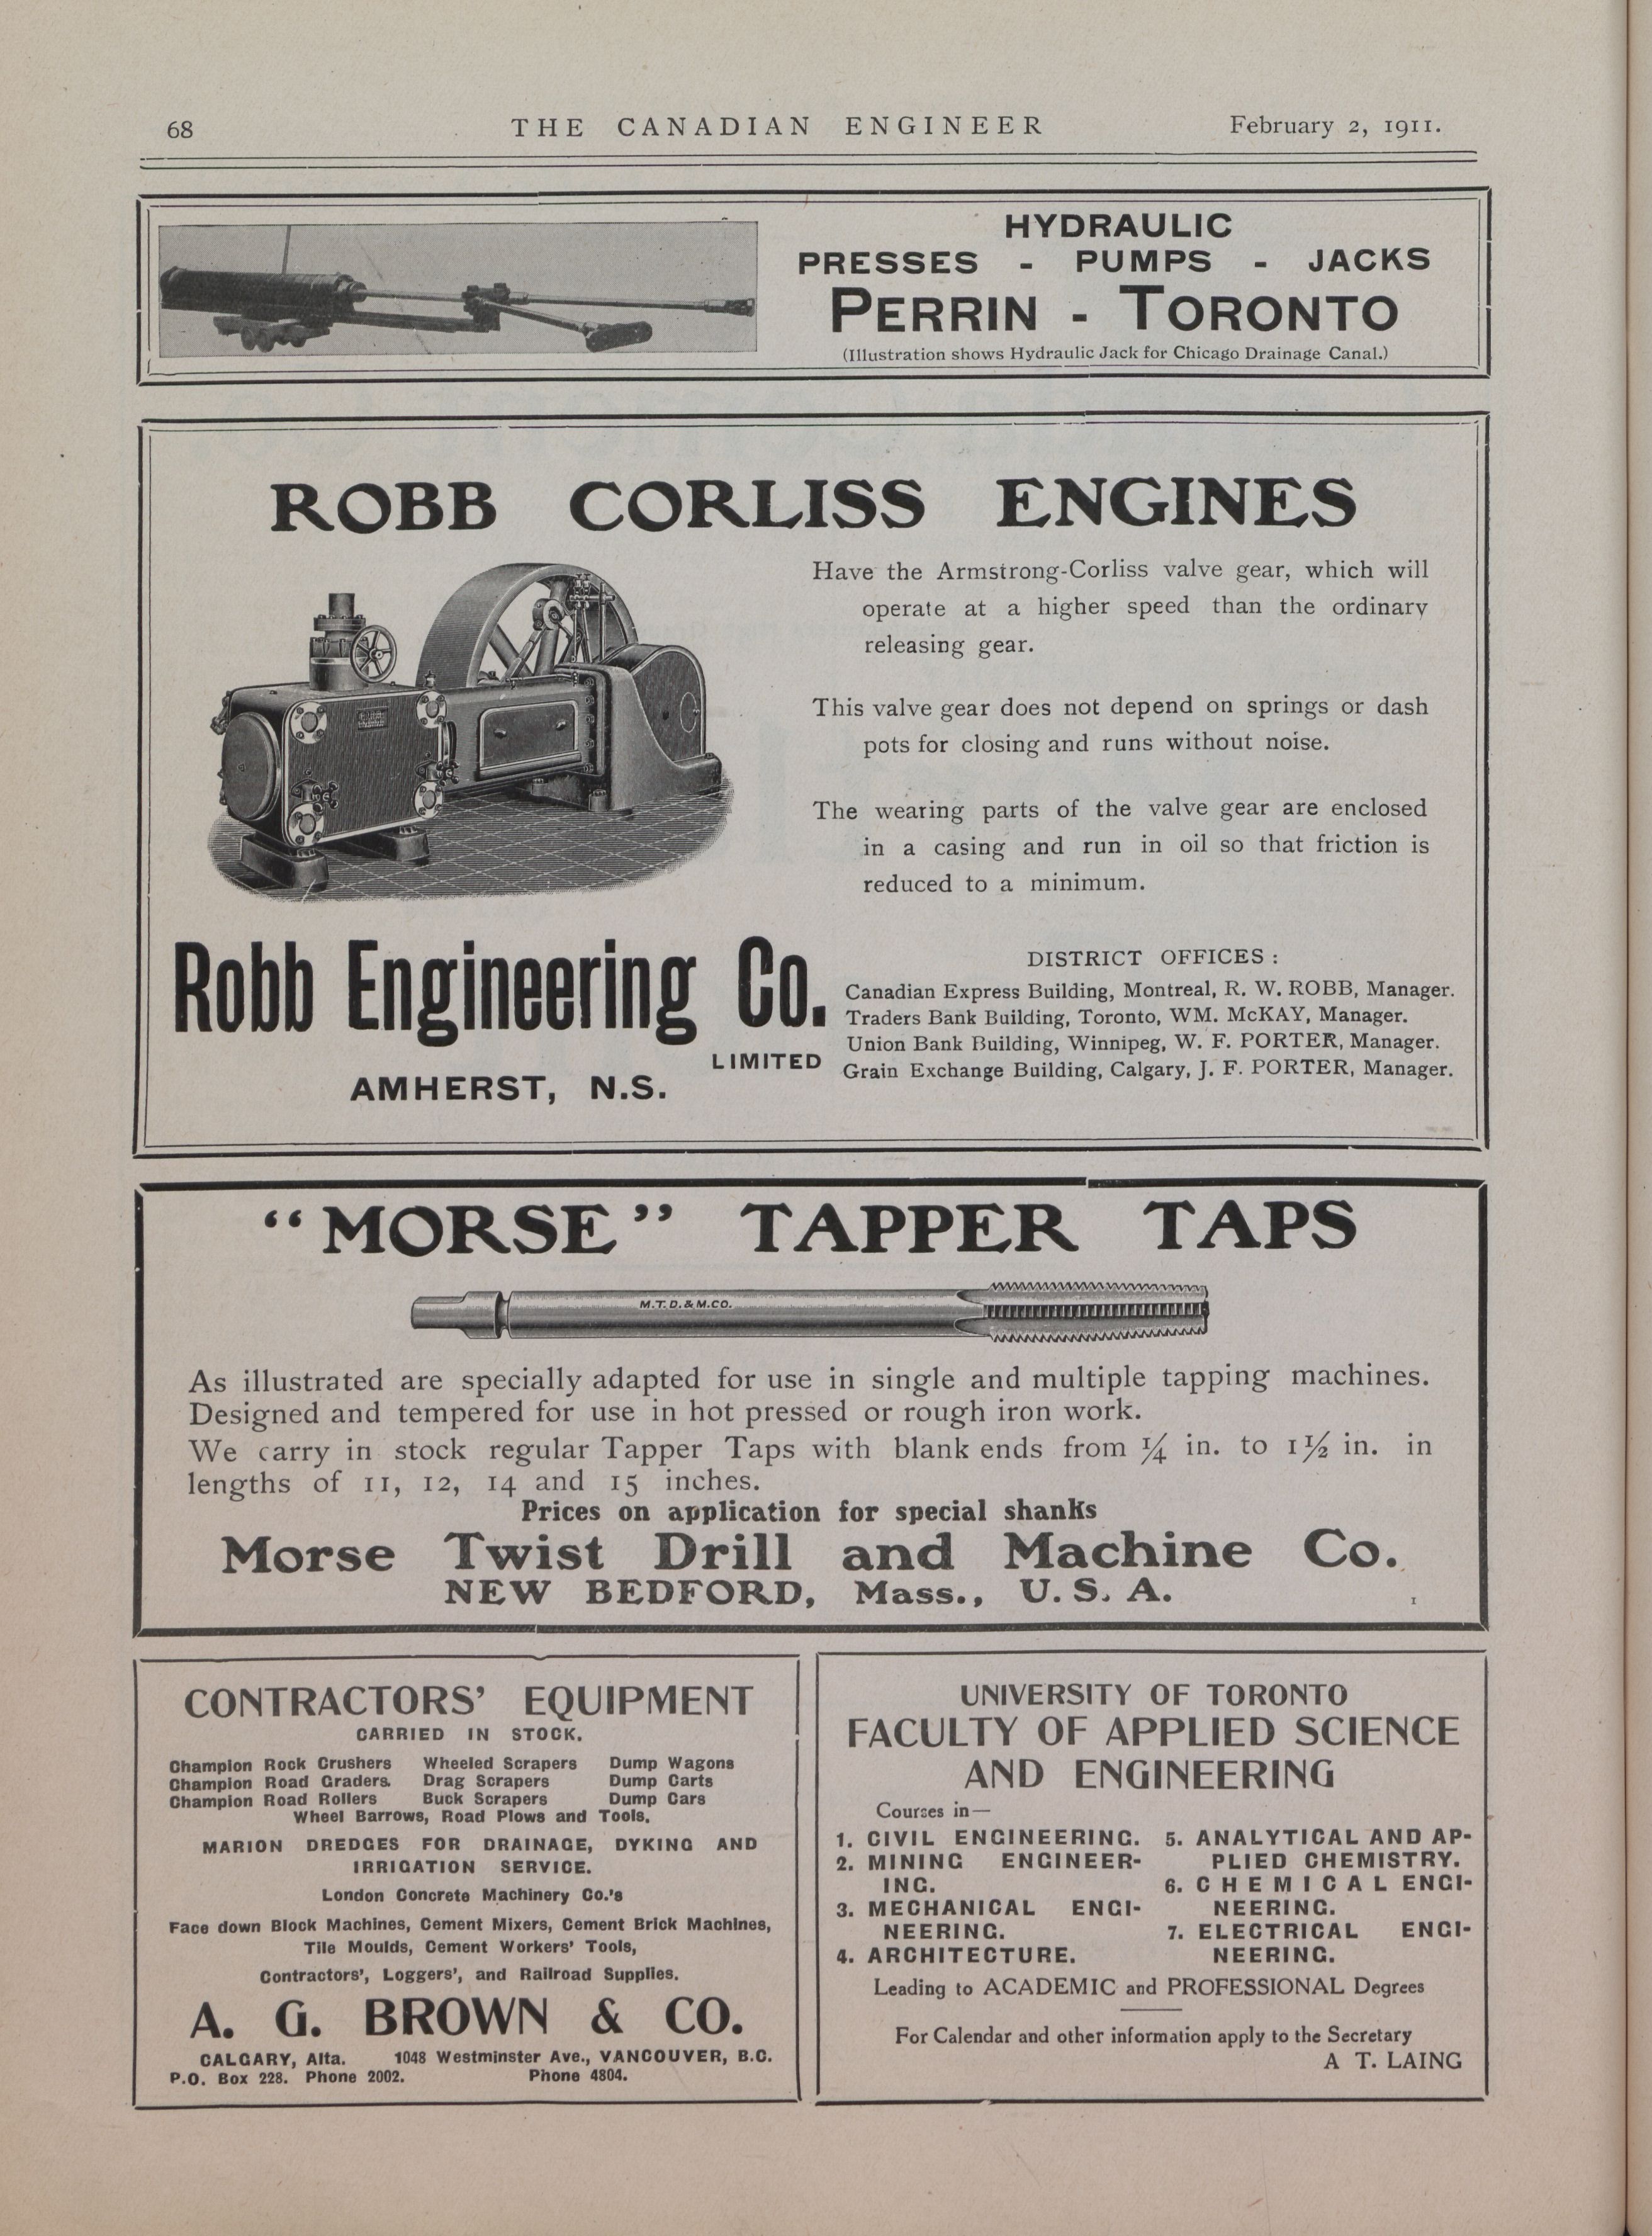 68
THE CANADIAN ENGINEER
February 2, 1911.
HYDRAULIC
PRESSES - PUMPS - JACKS
PERRIN - TORONTO
(Illustration shows Hydraulic Jack for Chicago Drainage Canal.)
ROBB CORLISS ENGINES
Have the Armstrong-Corliss valve gear, which will
operate at a higher speed than the ordinary
releasing gear.
This valve gear does not depend on springs or dash
pots for closing and runs without noise.
The wearing parts of the valve gear are enclosed
in a casing and run in oil so that friction is
reduced to a minimum.
Robb Engineering Co.
LIMITED
AMHERST, N.S.
DISTRICT OFFICES:
Canadian Express Building, Montreal, R. W. ROBB, Manager.
Traders Bank Building, Toronto, WM. McKAY, Manager.
Union Bank Building, Winnipeg, W. F. PORTER, Manager.
Grain Exchange Building, Calgary, J. F. PORTER, Manager.
"MORSE" TAPPER TAPS
M.T.D.&M.CO.
As illustrated are specially adapted for use in single and multiple tapping machines.
Designed and tempered for use in hot pressed or rough iron work.
We carry in stock regular Tapper Taps with blank ends from ¼ in. to 1½ in. in
lengths of 11, 12, 14 and 15 inches.
Prices on application for special shanks
Morse Twist Drill and Machine Co.
NEW BEDFORD, Mass., U. S. A.
1
CONTRACTORS' EQUIPMENT
CARRIED IN STOCK.
Champion Rock Crushers Wheeled Scrapers Dump Wagons
Champion Road Graders. Drag Scrapers Dump Carts
Champion Road Rollers Buck Scrapers Dump Cars
Wheel Barrows, Road Plows and Tools.
MARION DREDGES FOR DRAINAGE, DYKING AND
IRRIGATION SERVICE.
London Concrete Machinery Co.'s
Face down Block Machines, Cement Mixers, Cement Brick Machines,
Tile Moulds, Cement Workers' Tools,
Contractors', Loggers', and Railroad Supplies.
A. G. BROWN & CO.
CALGARY, Alta. 1048 Westminster Ave., VANCOUVER, B.C.
P.O. Box 228. Phone 2002. Phone 4804.
UNIVERSITY OF TORONTO
FACULTY OF APPLIED SCIENCE
AND ENGINEERING
Courses in—
1. CIVIL ENGINEERING.
2. MINING ENGINEER-
ING.
3. MECHANICAL ENGI-
NEERING.
4. ARCHITECTURE.
5. ANALYTICAL AND AP-
PLIED CHEMISTRY.
6. CHEMICAL ENGI-
NEERING.
7. ELECTRICAL ENGI-
NEERING.
Leading to ACADEMIC and PROFESSIONAL Degrees
For Calendar and other information apply to the Secretary
A T. LAING